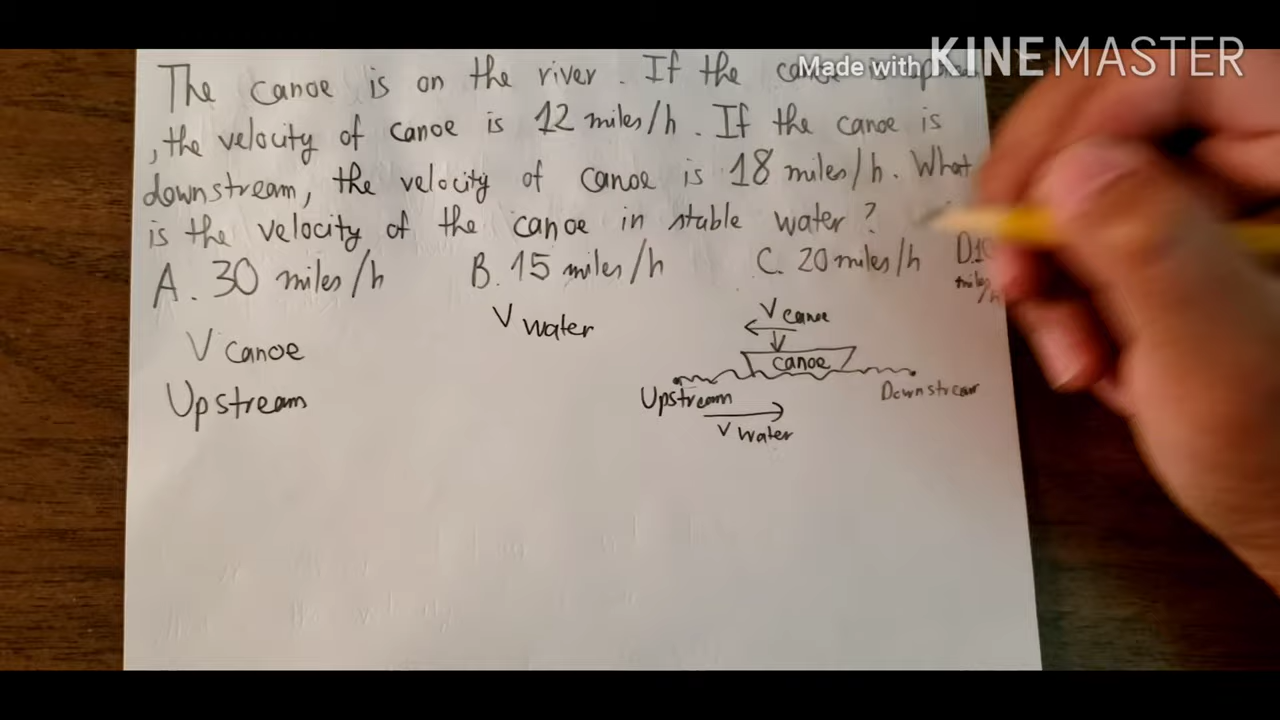 Made with KINEMASTER
The canoe is on the river. If the
, the velocity of canoe is 12 miles/h. If the canoe is
downstream, the velocity of canoe is 18 miles/h. What
is the velocity of the canoe in stable water?
A. 30 miles/h B. 15 miles/h C. 20 miles/h
V canoe
Upstream
V water
V canoe
canoe
Upstream
Downstream
V water